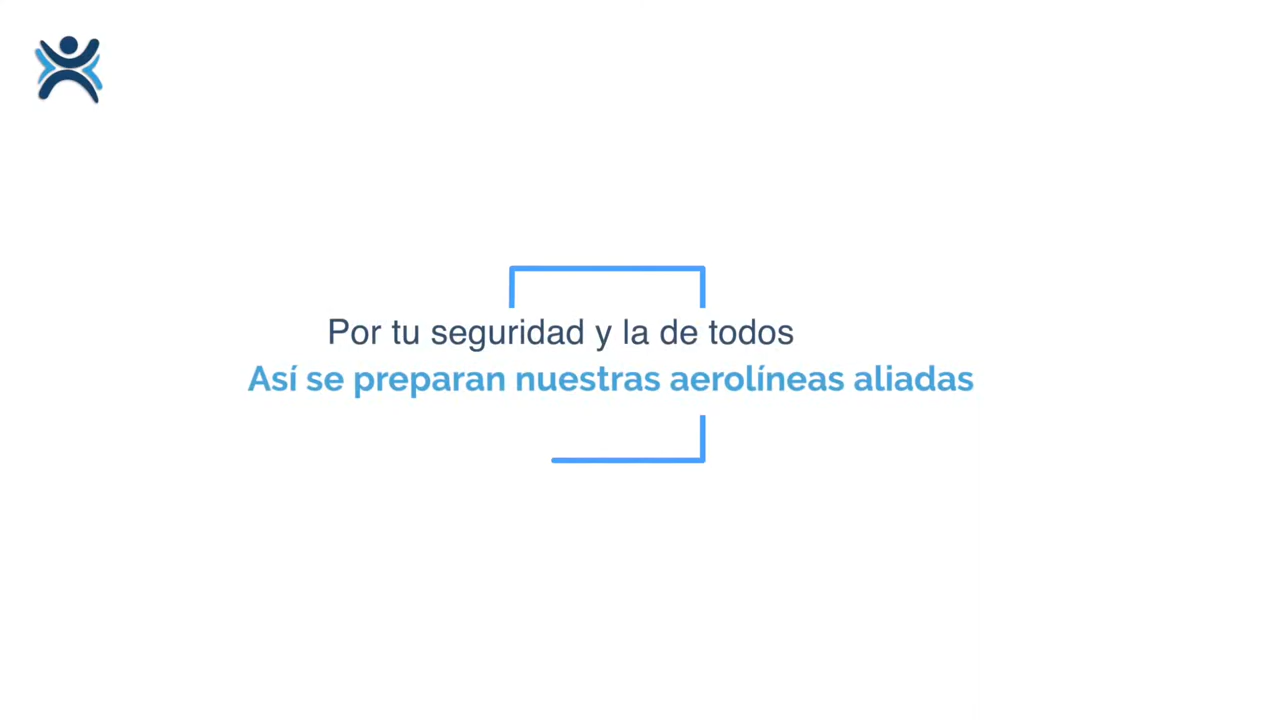 Por tu seguridad y la de todos
Así se preparan nuestras aerolíneas aliadas